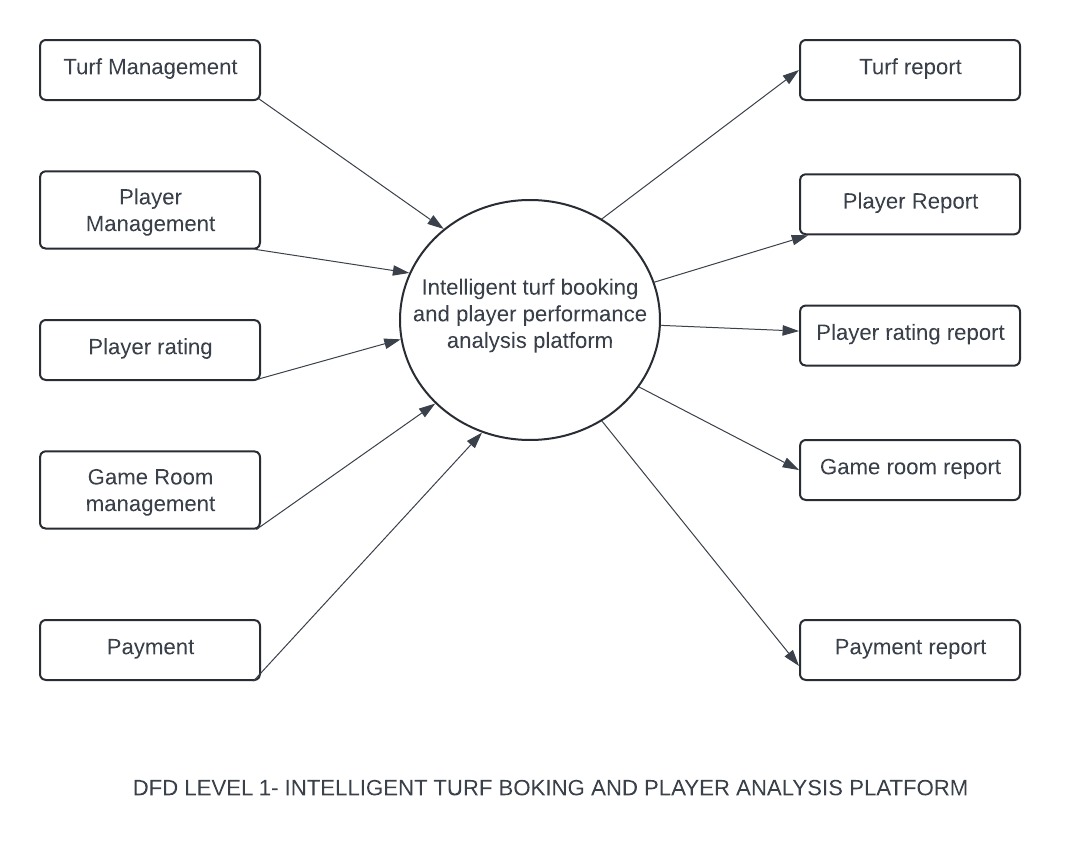 Turf Management
Player
Management
Player rating
Game Room
management
Payment
Intelligent turf booking
and player performance
analysis platform
Turf report
Player Report
Player rating report
Game room report
Payment report
DFD LEVEL 1- INTELLIGENT TURF BOKING AND PLAYER ANALYSIS PLATFORM